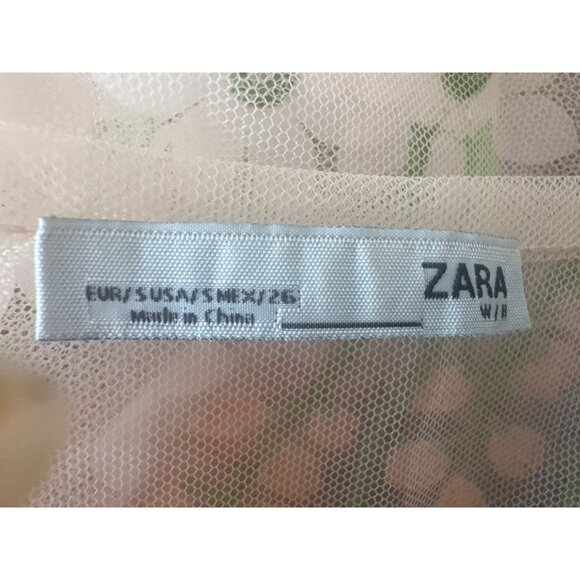 EUR/S USA/S MEX/26
Made in China
ZARA
W/B